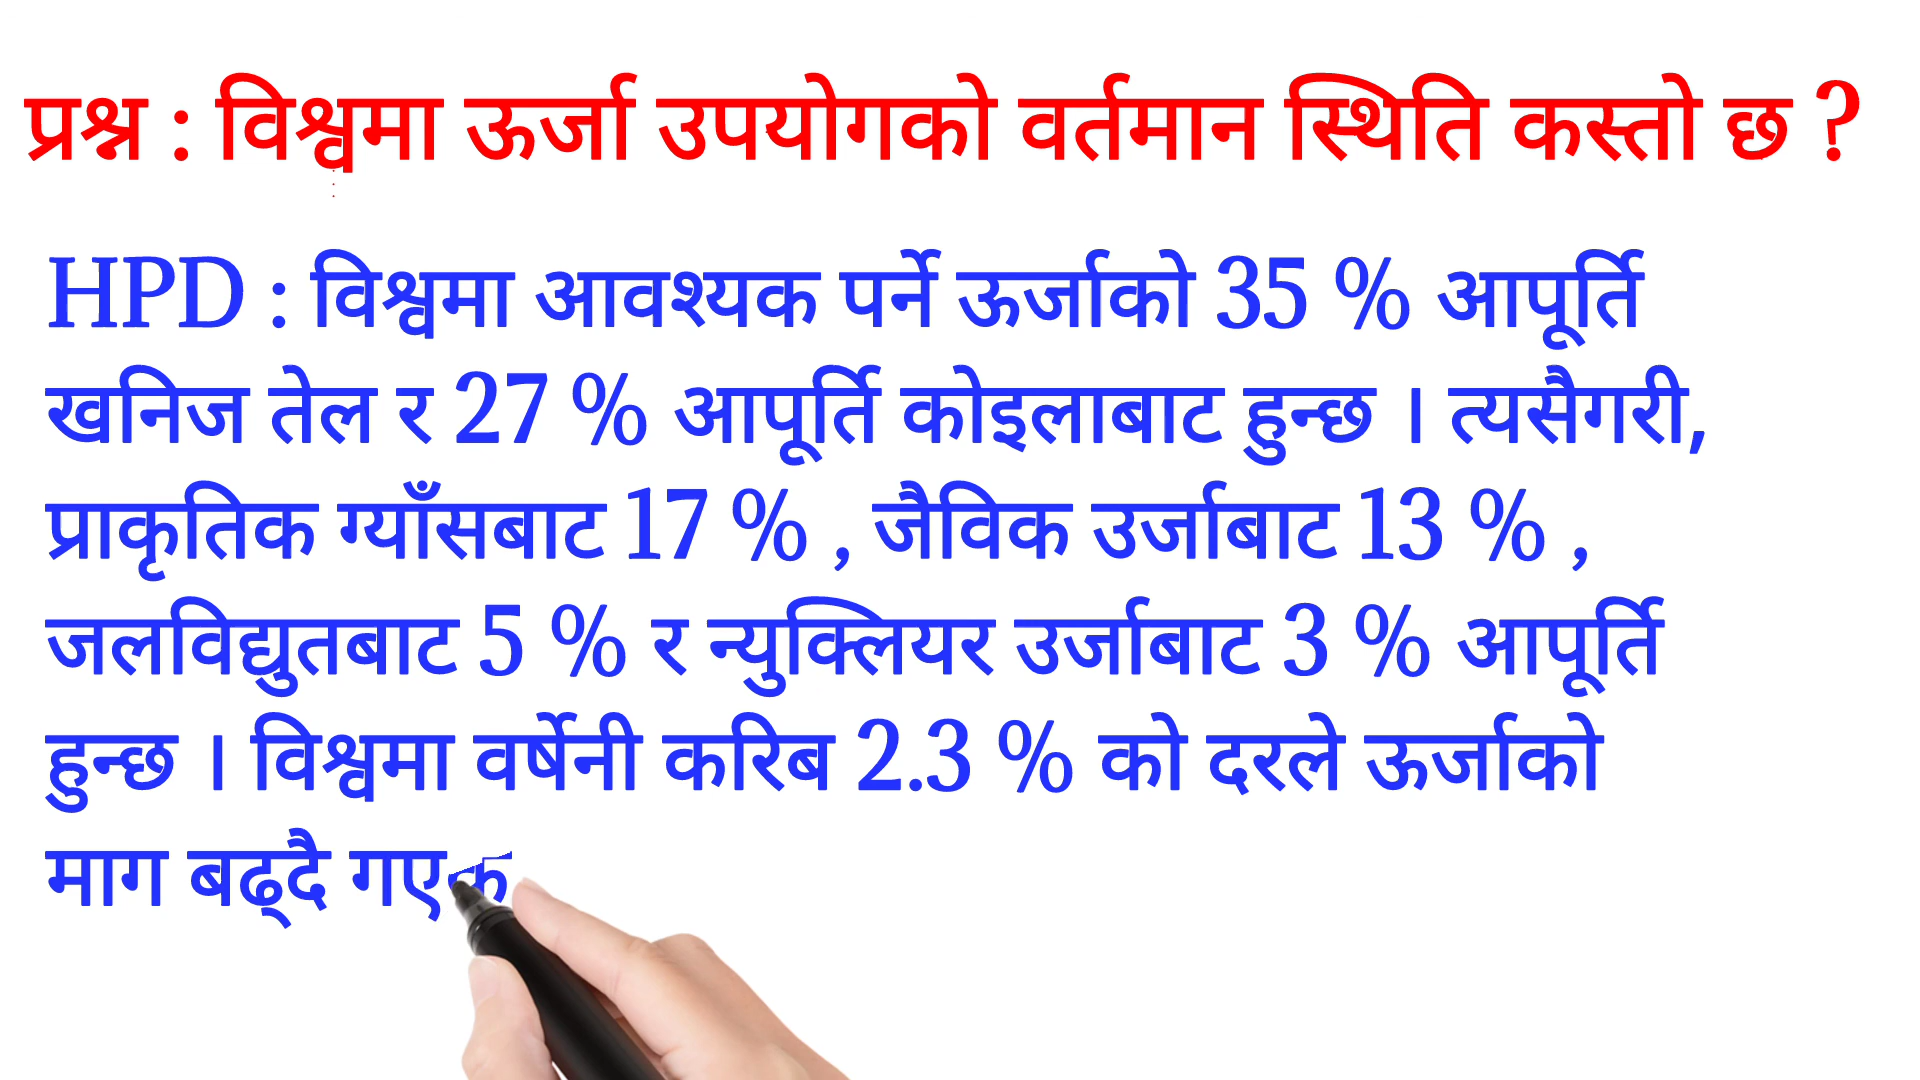 प्रश्न : विश्वमा ऊर्जा उपयोगको वर्तमान स्थिति कस्तो छ ?
HPD : विश्वमा आवश्यक पर्ने ऊर्जाको 35 % आपूर्ति
खनिज तेल र 27 % आपूर्ति कोइलाबाट हुन्छ । त्यसैगरी,
प्राकृतिक ग्याँसबाट 17 % , जैविक उर्जाबाट 13 % ,
जलविद्युतबाट 5 % र न्युक्लियर उर्जाबाट 3 % आपूर्ति
हुन्छ । विश्वमा वर्षेनी करिब 2.3 % को दरले ऊर्जाको
माग बढ्दै